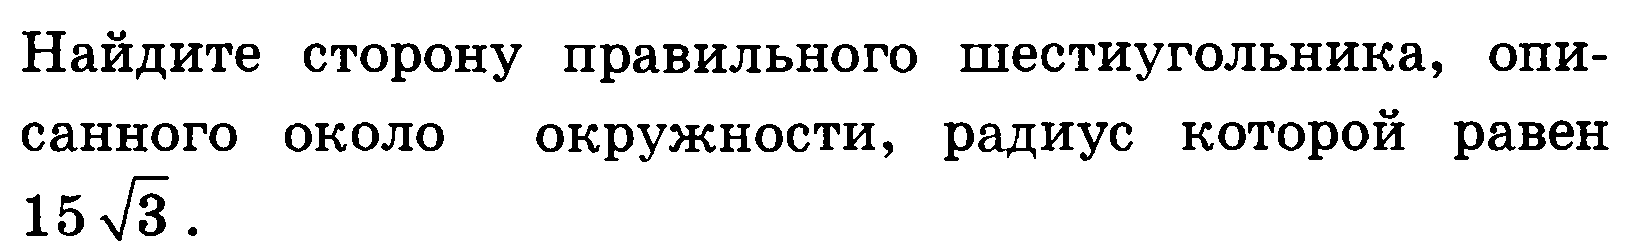 Найдите сторону правильного шестиугольника, опи-
санного около окружности, радиус которой равен
15√3.